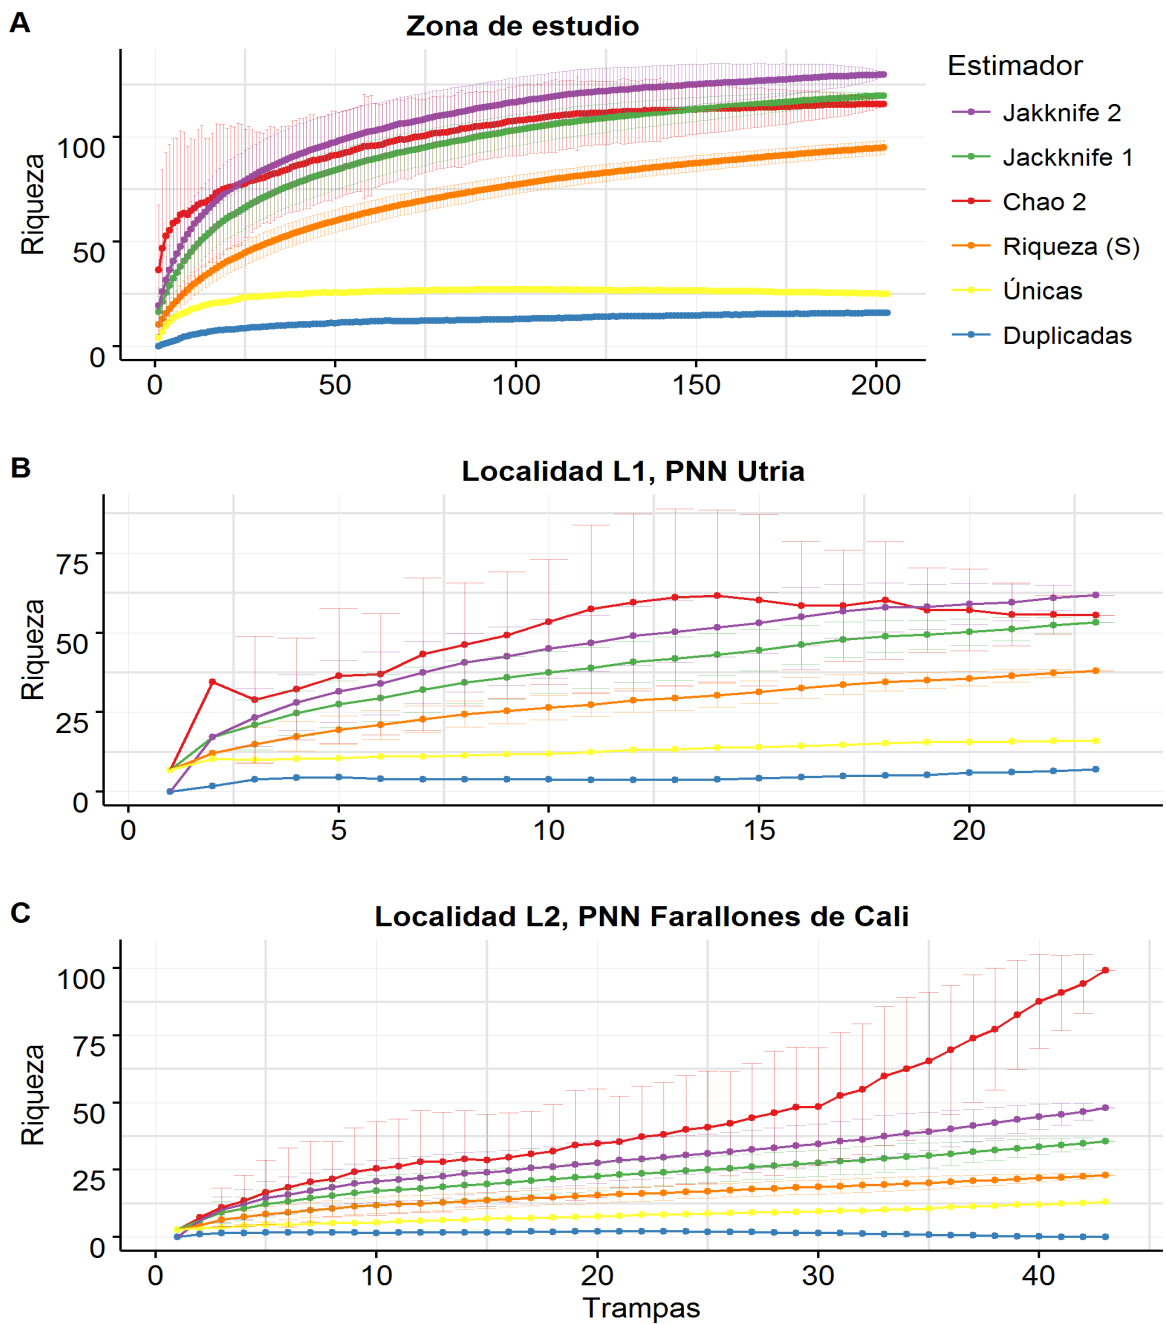 A
Zona de estudio
Riqueza
100
50
0
0 50 100 150 200
Estimador
Jakknife 2
Jackknife 1
Chao 2
Riqueza (S)
Únicas
Duplicadas
B
Localidad L1, PNN Utria
Riqueza
75
50
25
0
0 5 10 15 20
C
Localidad L2, PNN Farallones de Cali
Riqueza
100
75
50
25
0
0 10 20 30 40
Trampas